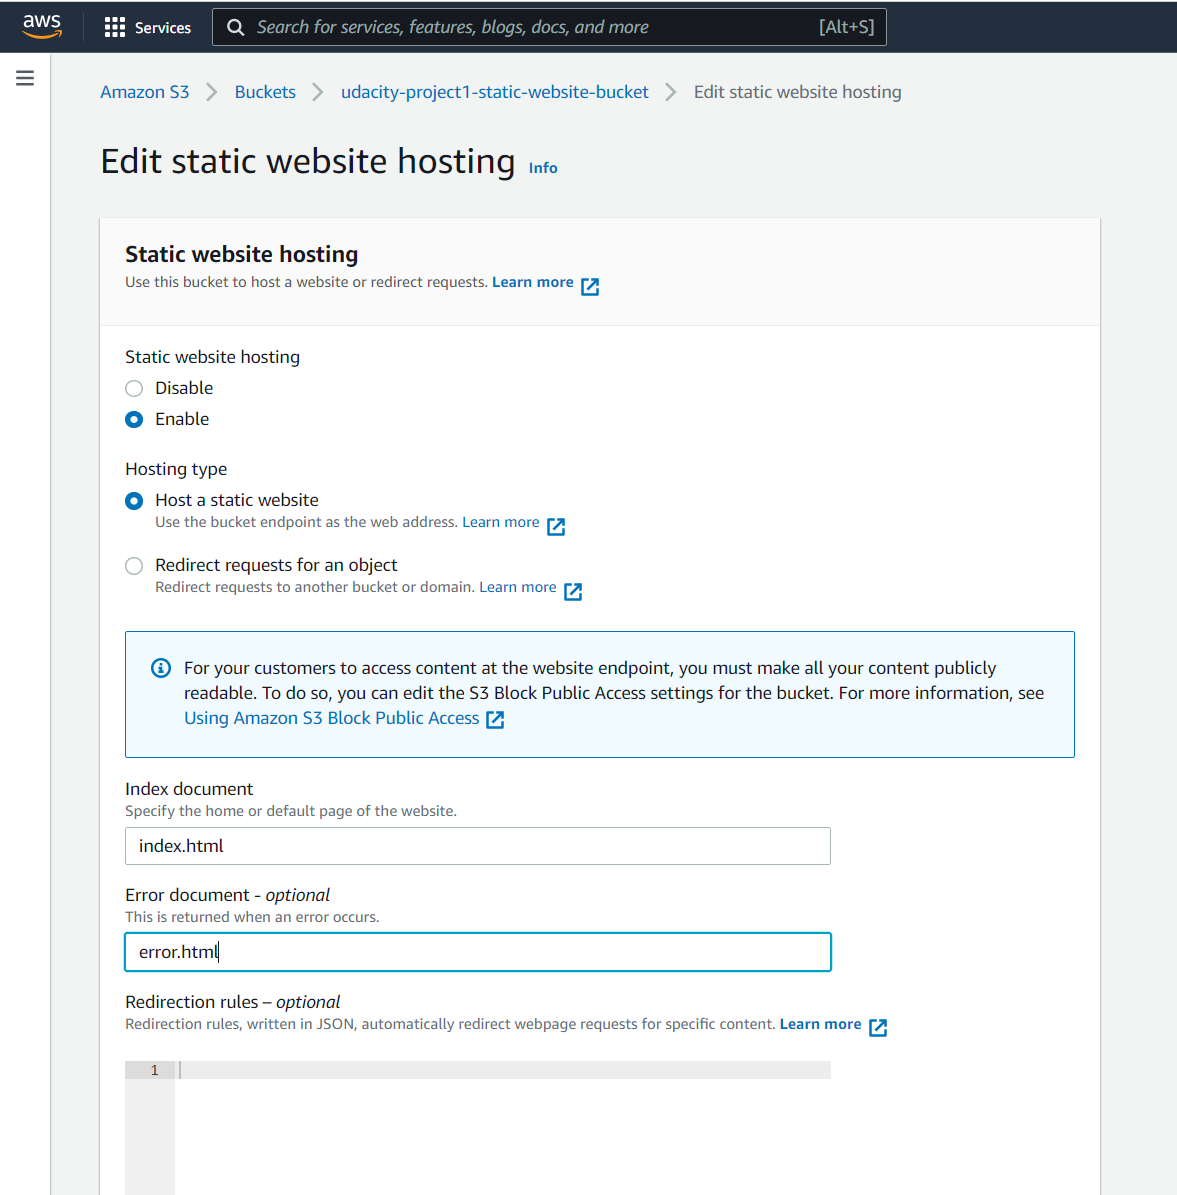 aws Services Search for services, features, blogs, docs, and more [Alt+S]
Amazon S3 Buckets udacity-project1-static-website-bucket Edit static website hosting
Edit static website hosting Info
Static website hosting
Use this bucket to host a website or redirect requests. Learn more
Static website hosting
Disable
Enable
Hosting type
Host a static website
Use the bucket endpoint as the web address. Learn more
Redirect requests for an object
Redirect requests to another bucket or domain. Learn more
For your customers to access content at the website endpoint, you must make all your content publicly
readable. To do so, you can edit the S3 Block Public Access settings for the bucket. For more information, see
Using Amazon S3 Block Public Access
Index document
Specify the home or default page of the website.
index.html
Error document - optional
This is returned when an error occurs.
error.html
Redirection rules – optional
Redirection rules, written in JSON, automatically redirect webpage requests for specific content. Learn more
1